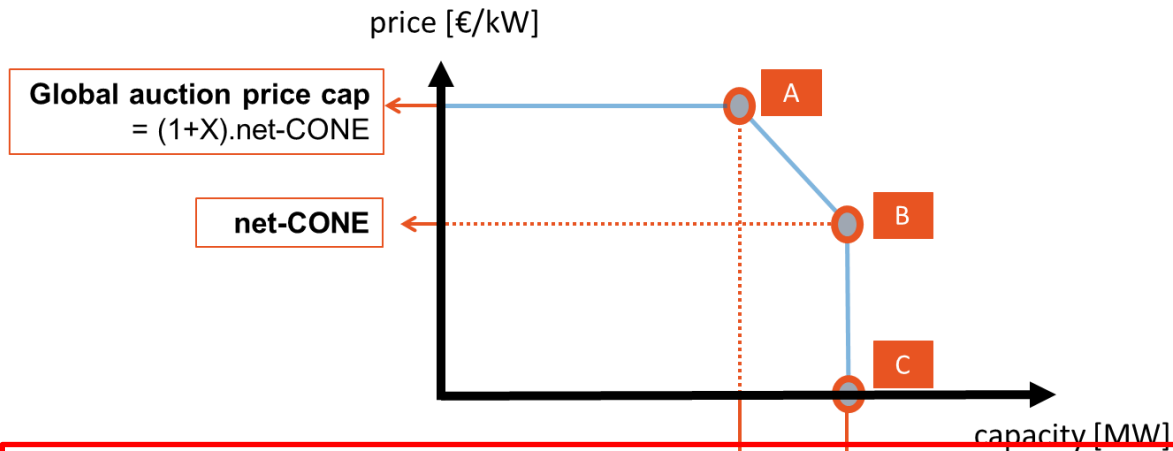 price [€/kW]
Global auction price cap
= (1+X).net-CONE
A
net-CONE
B
C
capacity [MW]